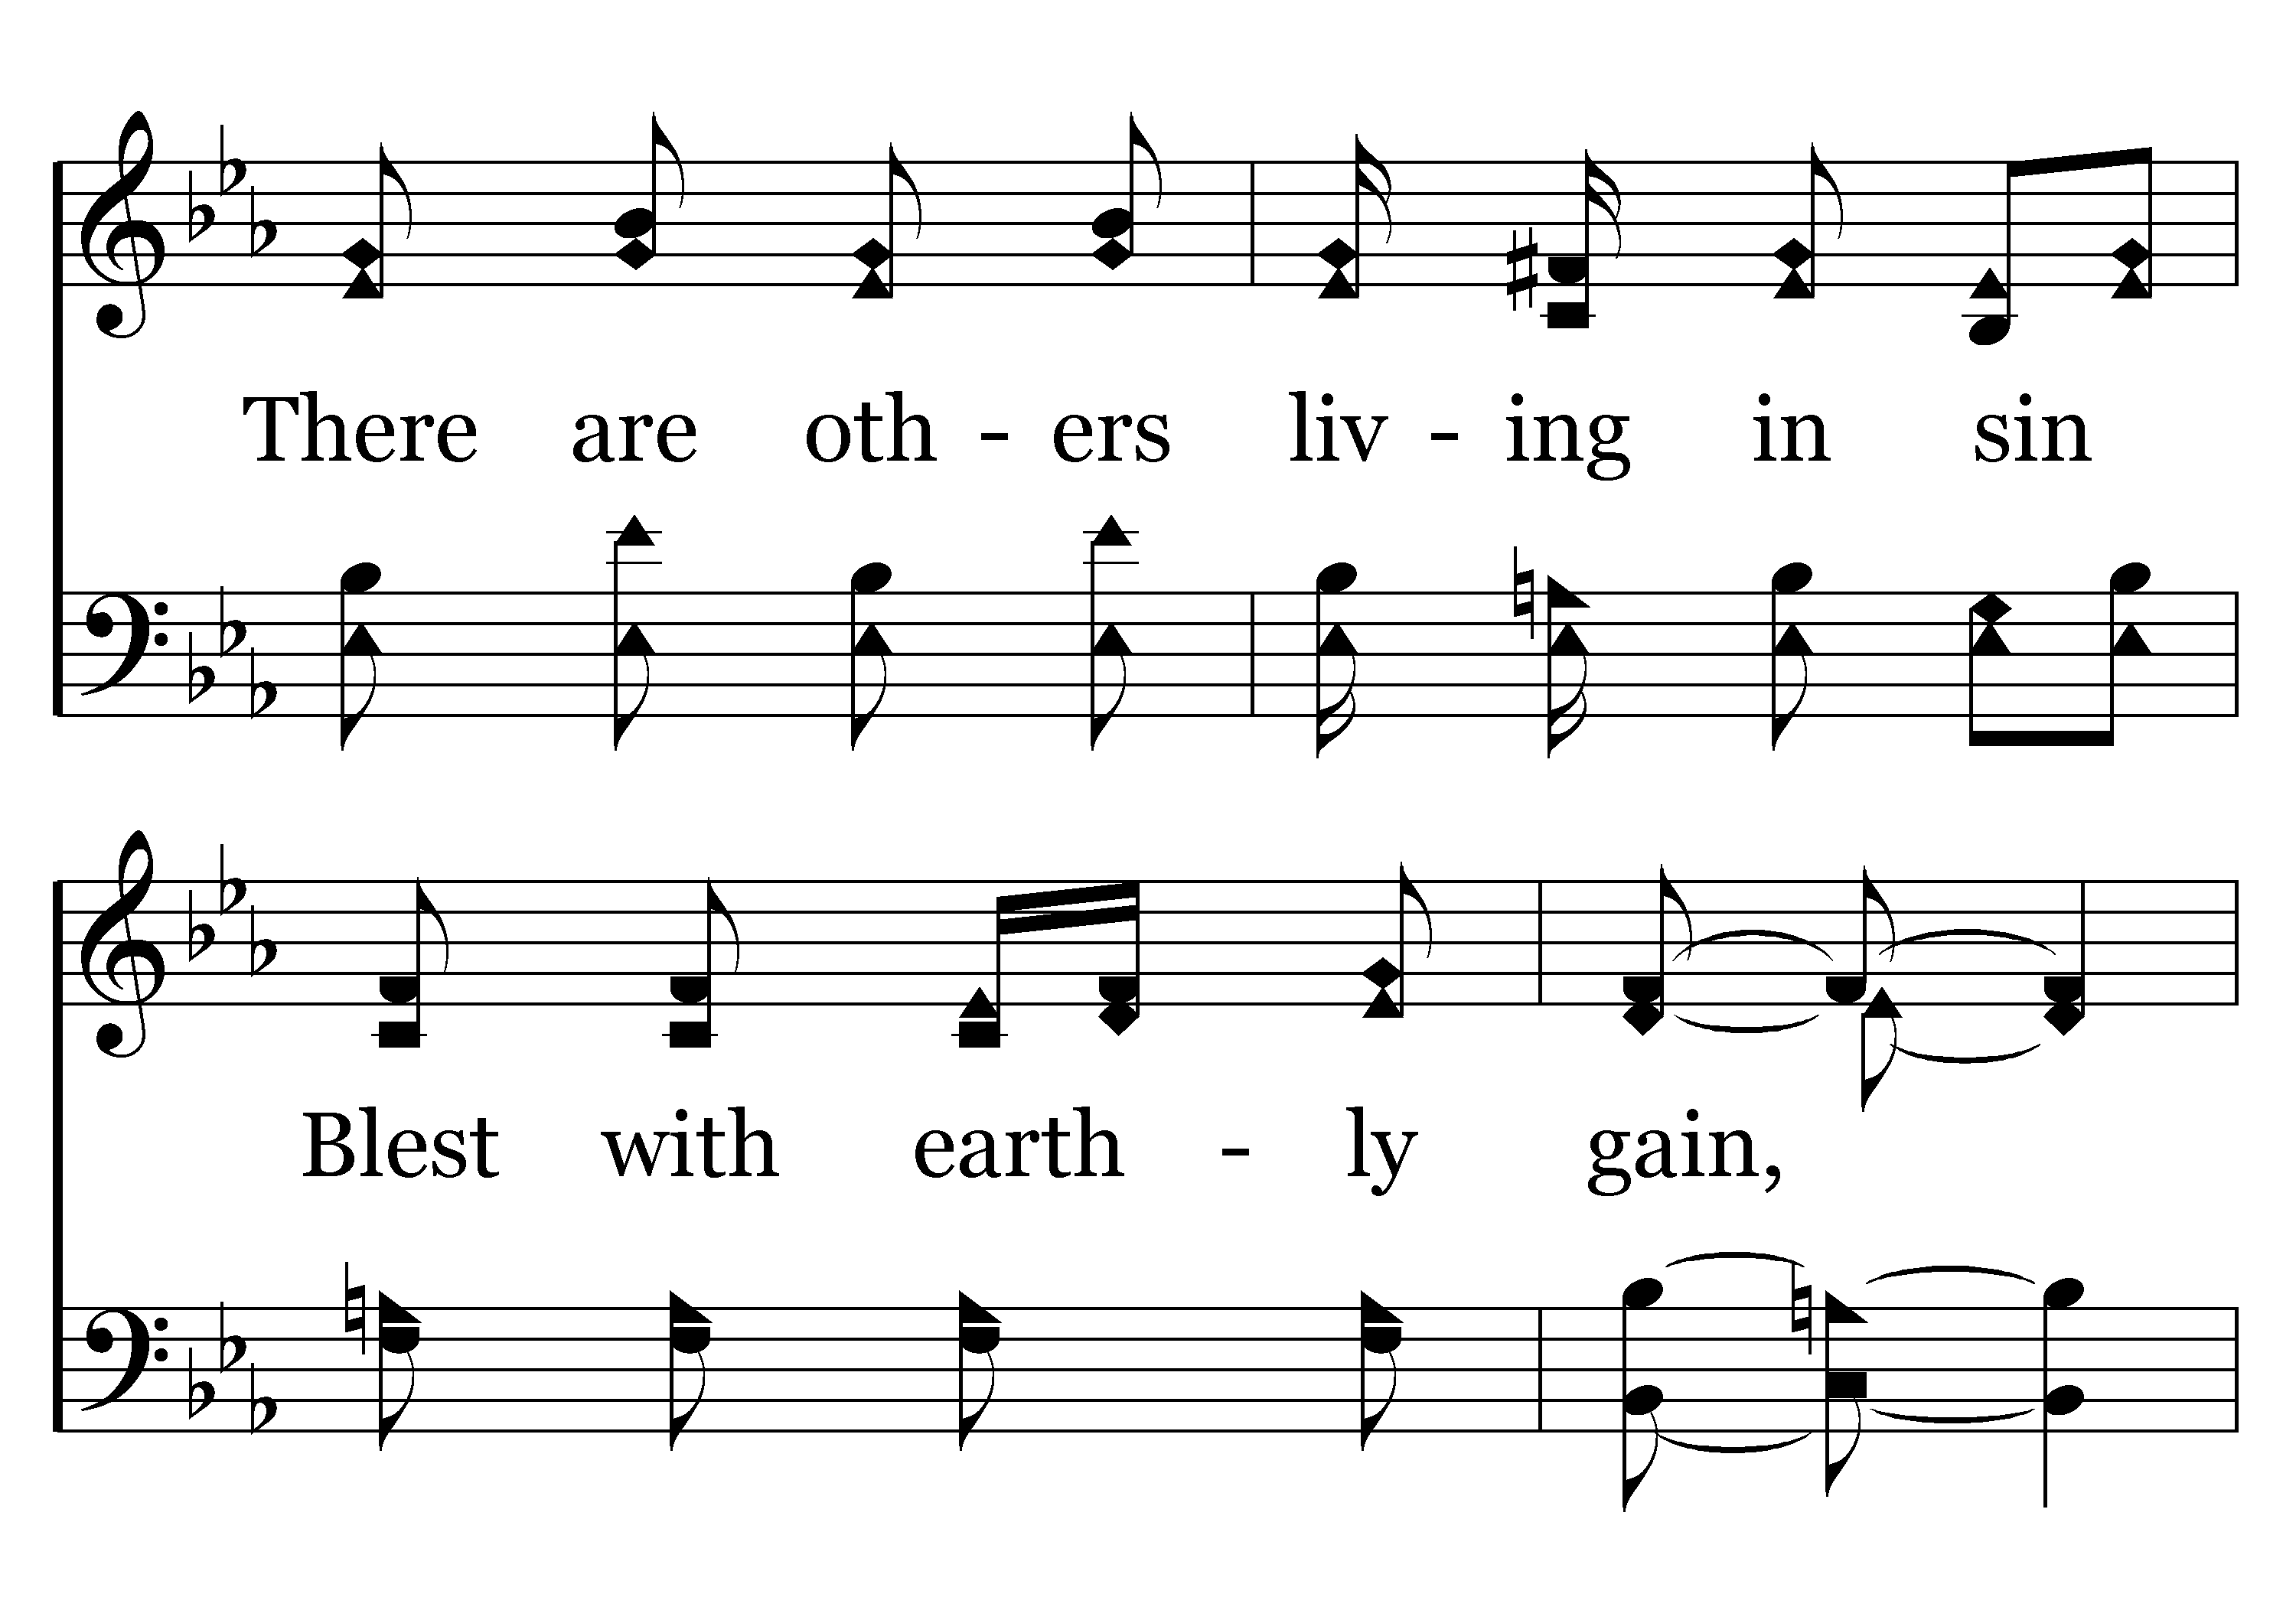 There are oth - ers liv - ing in sin
Blest with earth - ly gain,